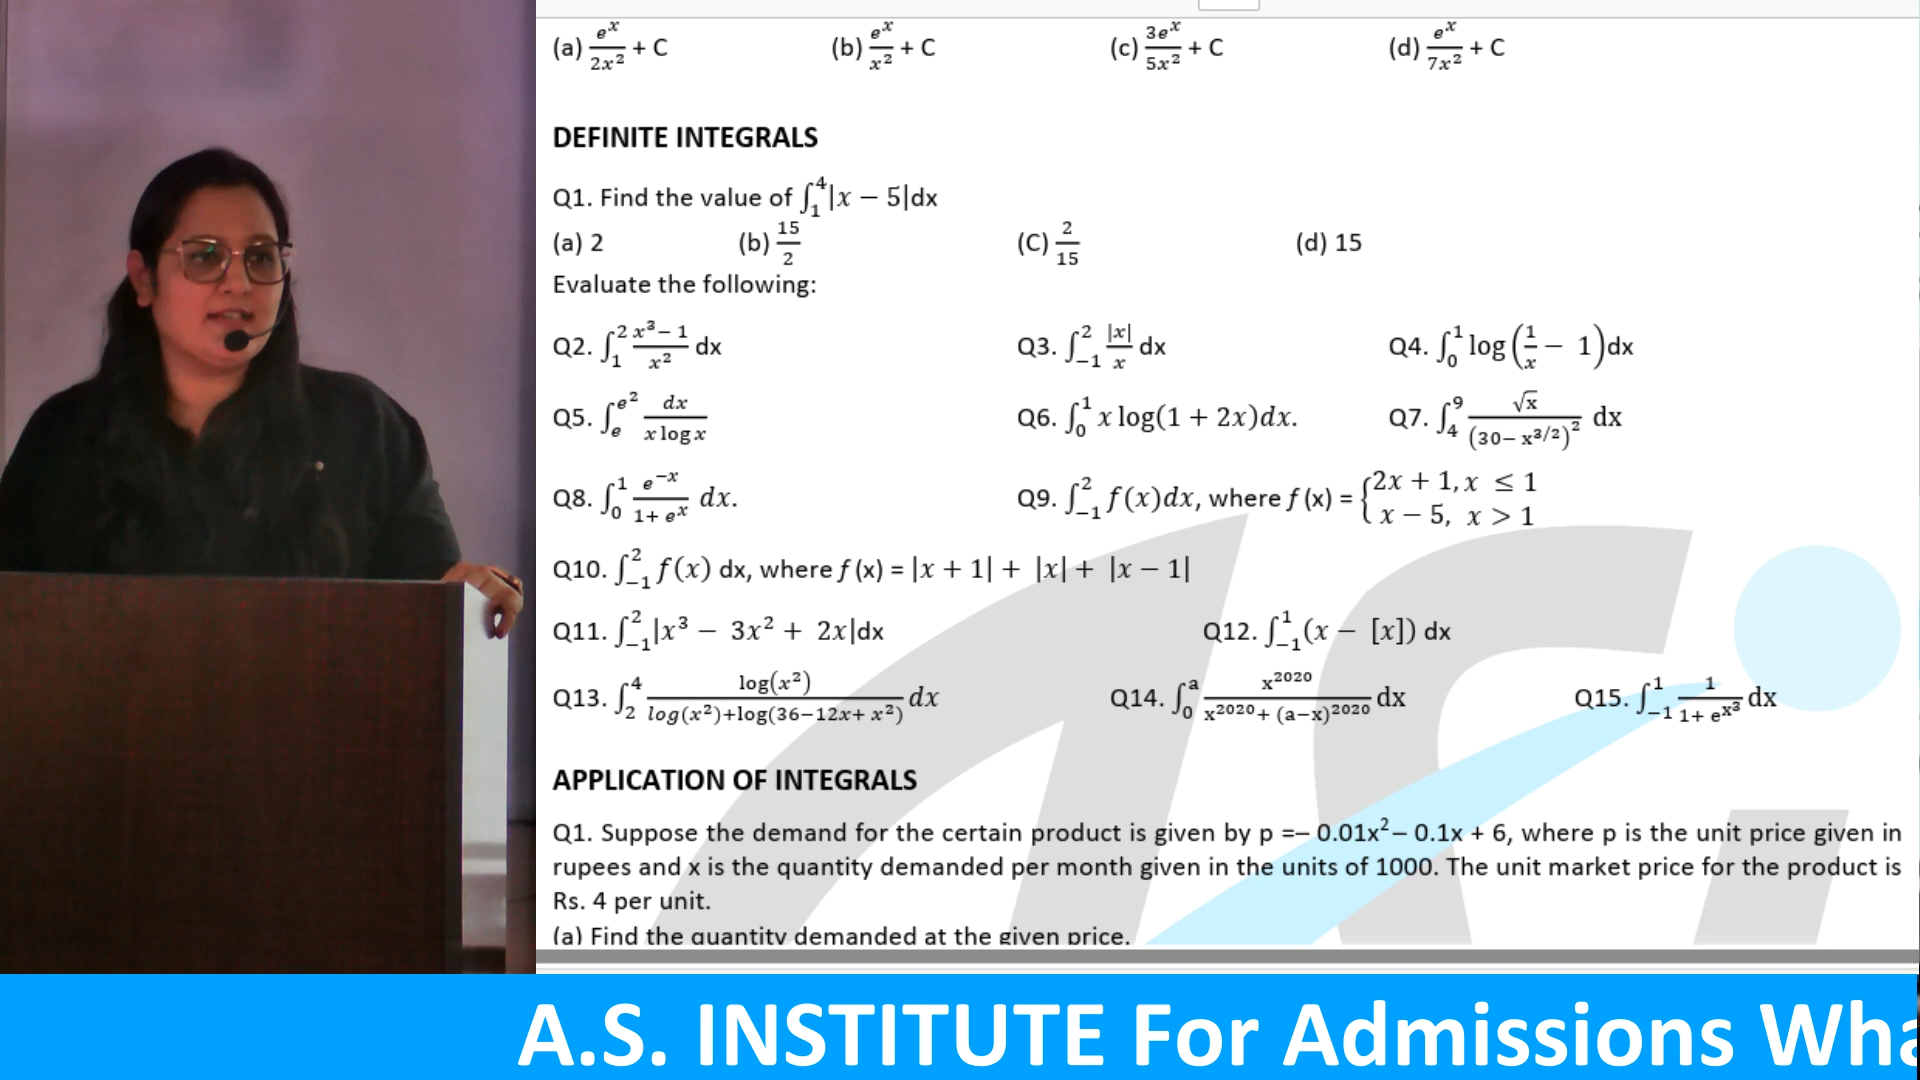 (a) e^x/2x² + C (b) e^x/x² + C (c) 3e^x/5x² + C (d) e^x/7x² + C
DEFINITE INTEGRALS
Q1. Find the value of ∫₁⁴|x − 5|dx
(a) 2 (b) 15/2 (C) 2/15 (d) 15
Evaluate the following:
Q2. ∫₁² (x³− 1)/x² dx Q3. ∫₋₁² |x|/x dx Q4. ∫₀¹ log(1/x − 1)dx
Q5. ∫ₑ^(e²) dx/(x log x) Q6. ∫₀¹ x log(1 + 2x)dx. Q7. ∫₄⁹ √x/(30− x^(3/2))² dx
Q8. ∫₀¹ e^(−x)/(1+ e^x) dx. Q9. ∫₋₁² f(x)dx, where f (x) = {2x + 1, x ≤ 1
x − 5, x > 1
Q10. ∫₋₁² f(x) dx, where f (x) = |x + 1| + |x| + |x − 1|
Q11. ∫₋₁²|x³ − 3x² + 2x|dx Q12. ∫₋₁¹(x − [x]) dx
Q13. ∫₂⁴ log(x²)/(log(x²)+log(36−12x+ x²)) dx Q14. ∫₀ᵃ x²⁰²⁰/(x²⁰²⁰+ (a−x)²⁰²⁰) dx Q15. ∫₋₁¹ 1/(1+ e^(x³)) dx
APPLICATION OF INTEGRALS
Q1. Suppose the demand for the certain product is given by p =− 0.01x²− 0.1x + 6, where p is the unit price given in
rupees and x is the quantity demanded per month given in the units of 1000. The unit market price for the product is
Rs. 4 per unit.
(a) Find the quantity demanded at the given price.
A.S. INSTITUTE For Admissions Wha